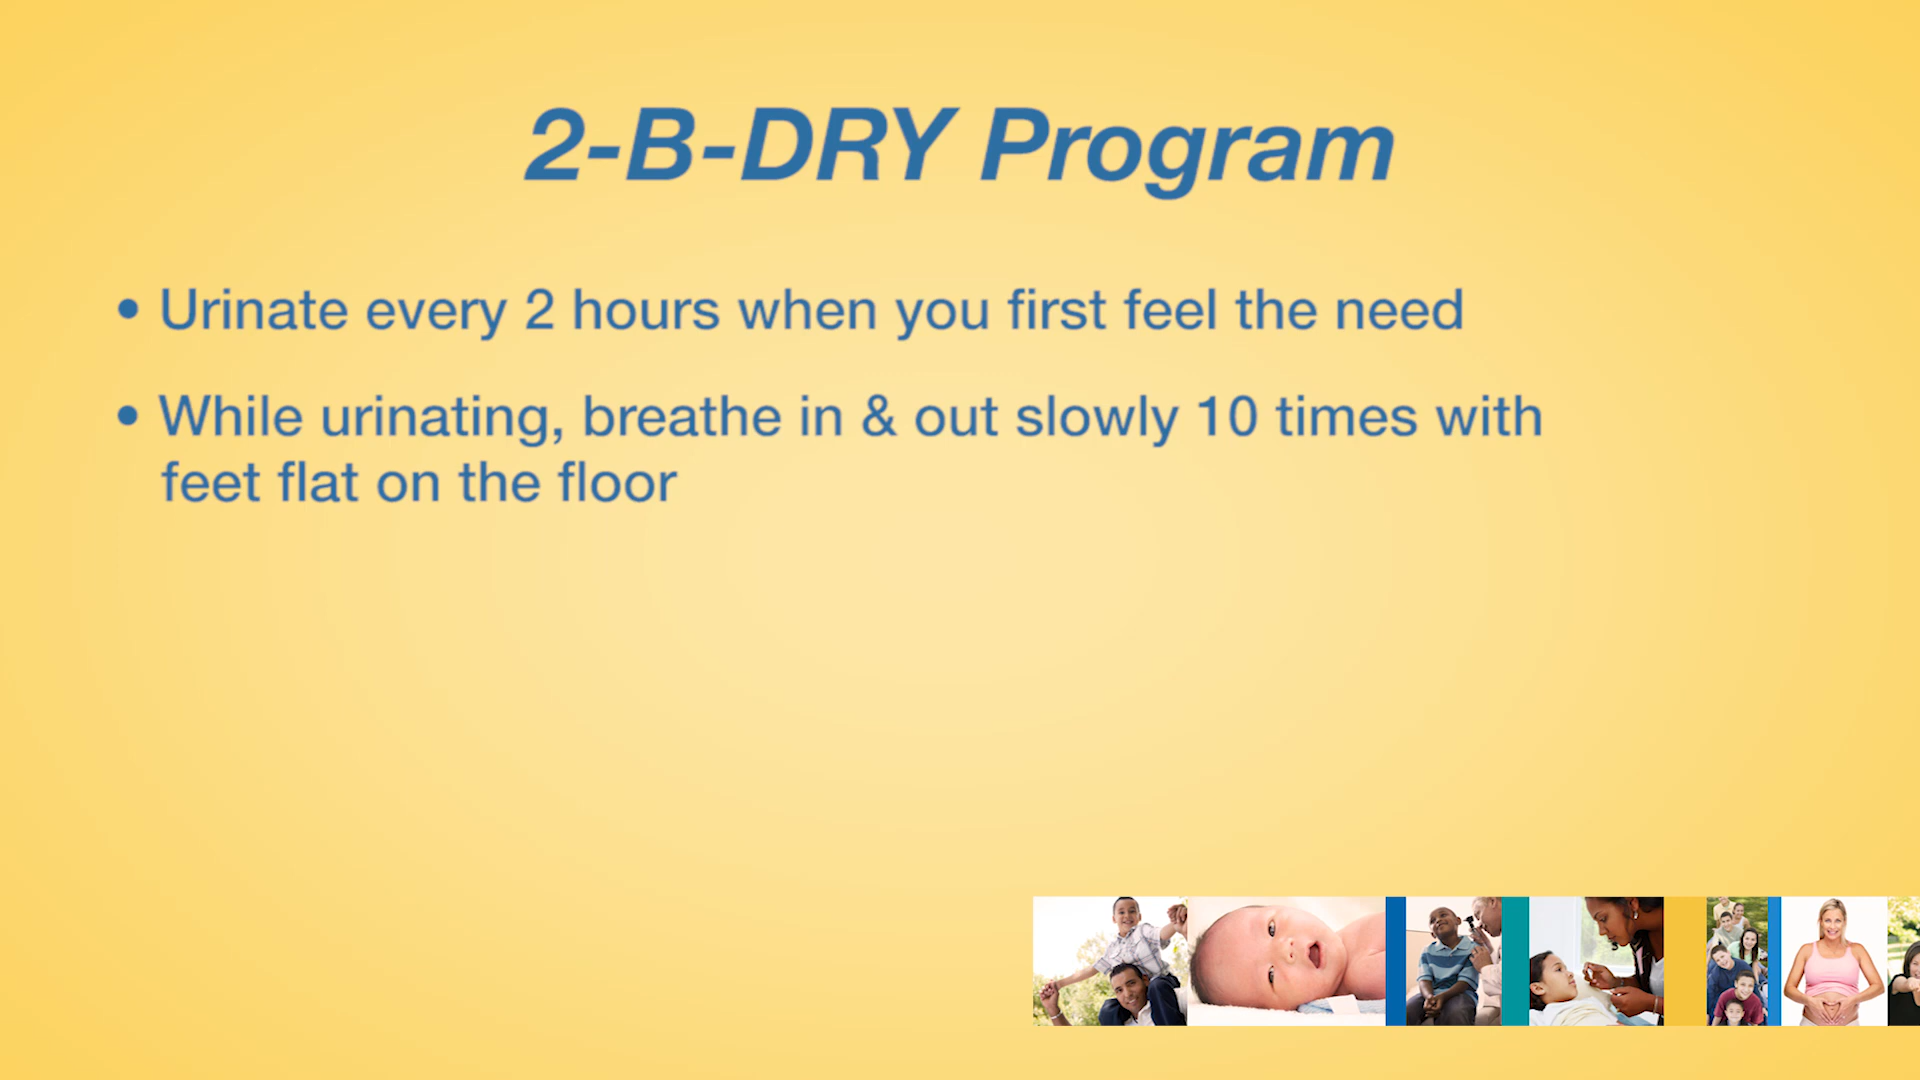 2-B-DRY Program
• Urinate every 2 hours when you first feel the need
• While urinating, breathe in & out slowly 10 times with
feet flat on the floor